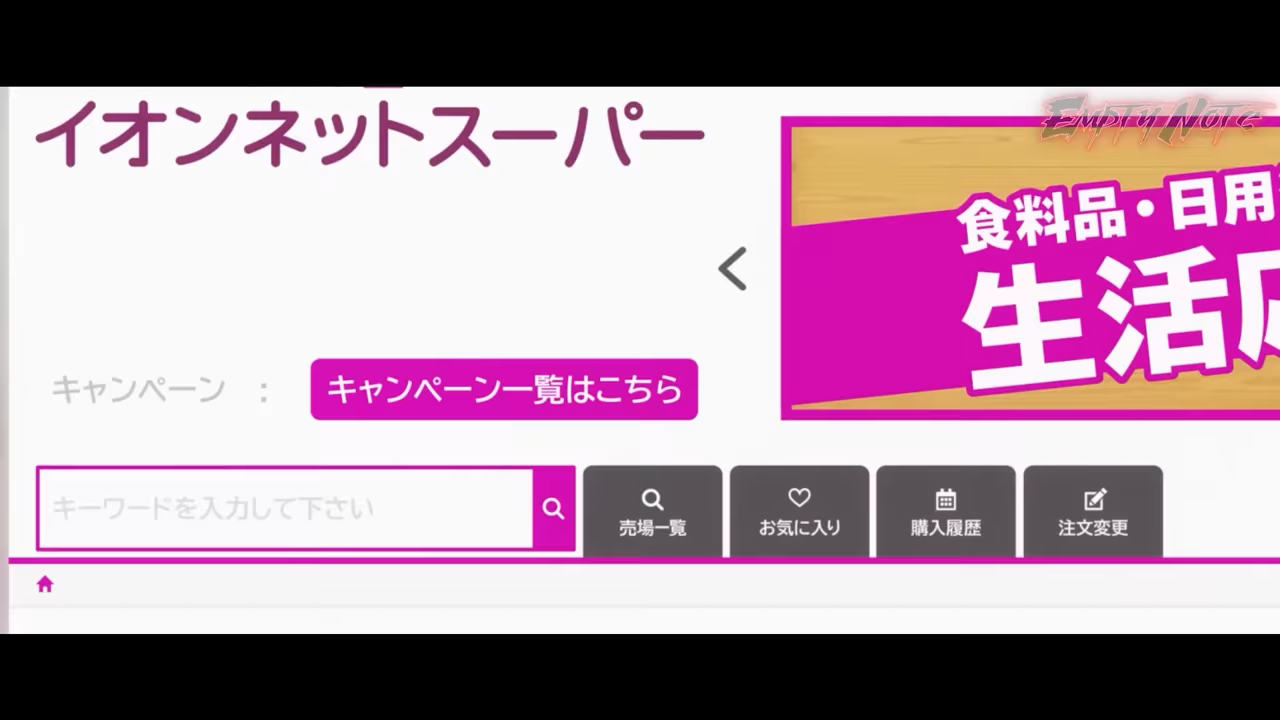 イオンネットスーパー
EMPTY NOTE
食料品・日用
生活
キャンペーン :
キャンペーン一覧はこちら
キーワードを入力して下さい
売場一覧
お気に入り
購入履歴
注文変更